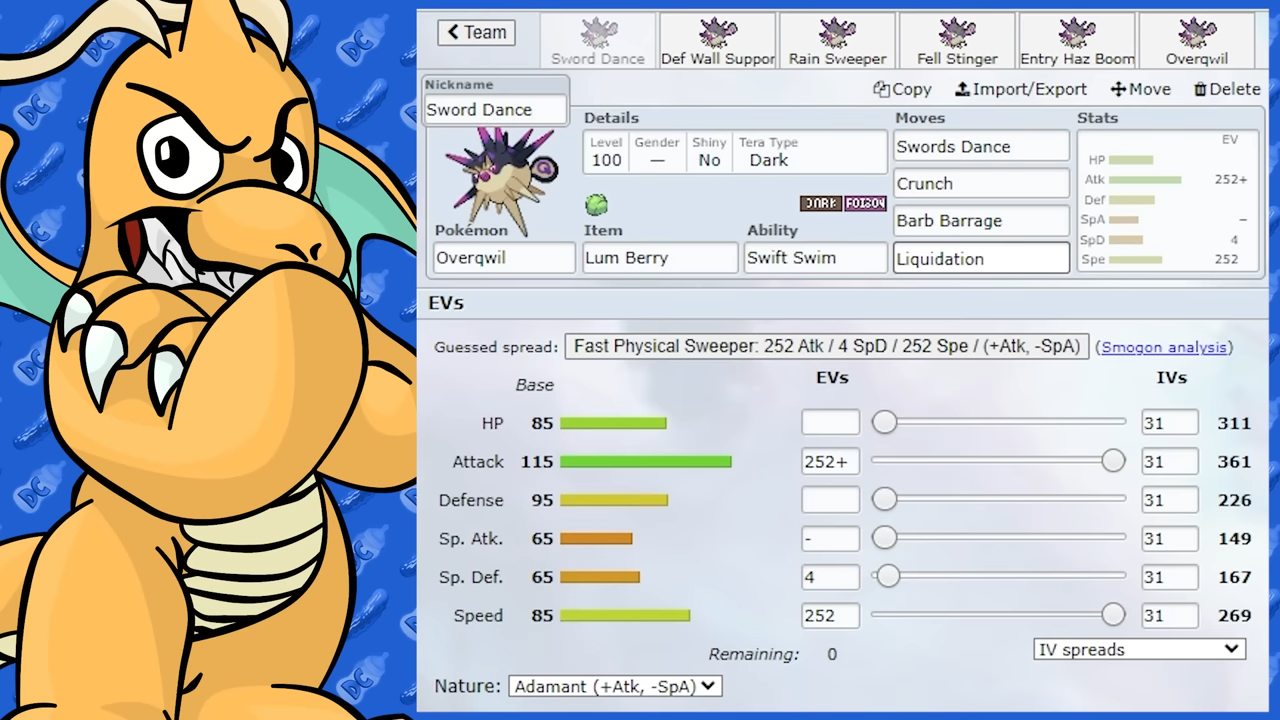 Team
Sword Dance
Def Wall Suppor
Rain Sweeper
Fell Stinger
Entry Haz Boom
Overqwil
Copy
Import/Export
Move
Delete
Nickname
Sword Dance
Details
Level
Gender
Shiny
Tera Type
100
—
No
Dark
DARK
POISON
Pokémon
Overqwil
Item
Lum Berry
Ability
Swift Swim
Moves
Swords Dance
Crunch
Barb Barrage
Liquidation
Stats
EV
HP
Atk 252+
Def
SpA –
SpD 4
Spe 252
EVs
Guessed spread: Fast Physical Sweeper: 252 Atk / 4 SpD / 252 Spe / (+Atk, -SpA) (Smogon analysis)
Base EVs IVs
HP 85 31 311
Attack 115 252+ 31 361
Defense 95 31 226
Sp. Atk. 65 - 31 149
Sp. Def. 65 4 31 167
Speed 85 252 31 269
Remaining: 0
IV spreads
Nature: Adamant (+Atk, -SpA)
DC
DC
DC
DC
DC
DC